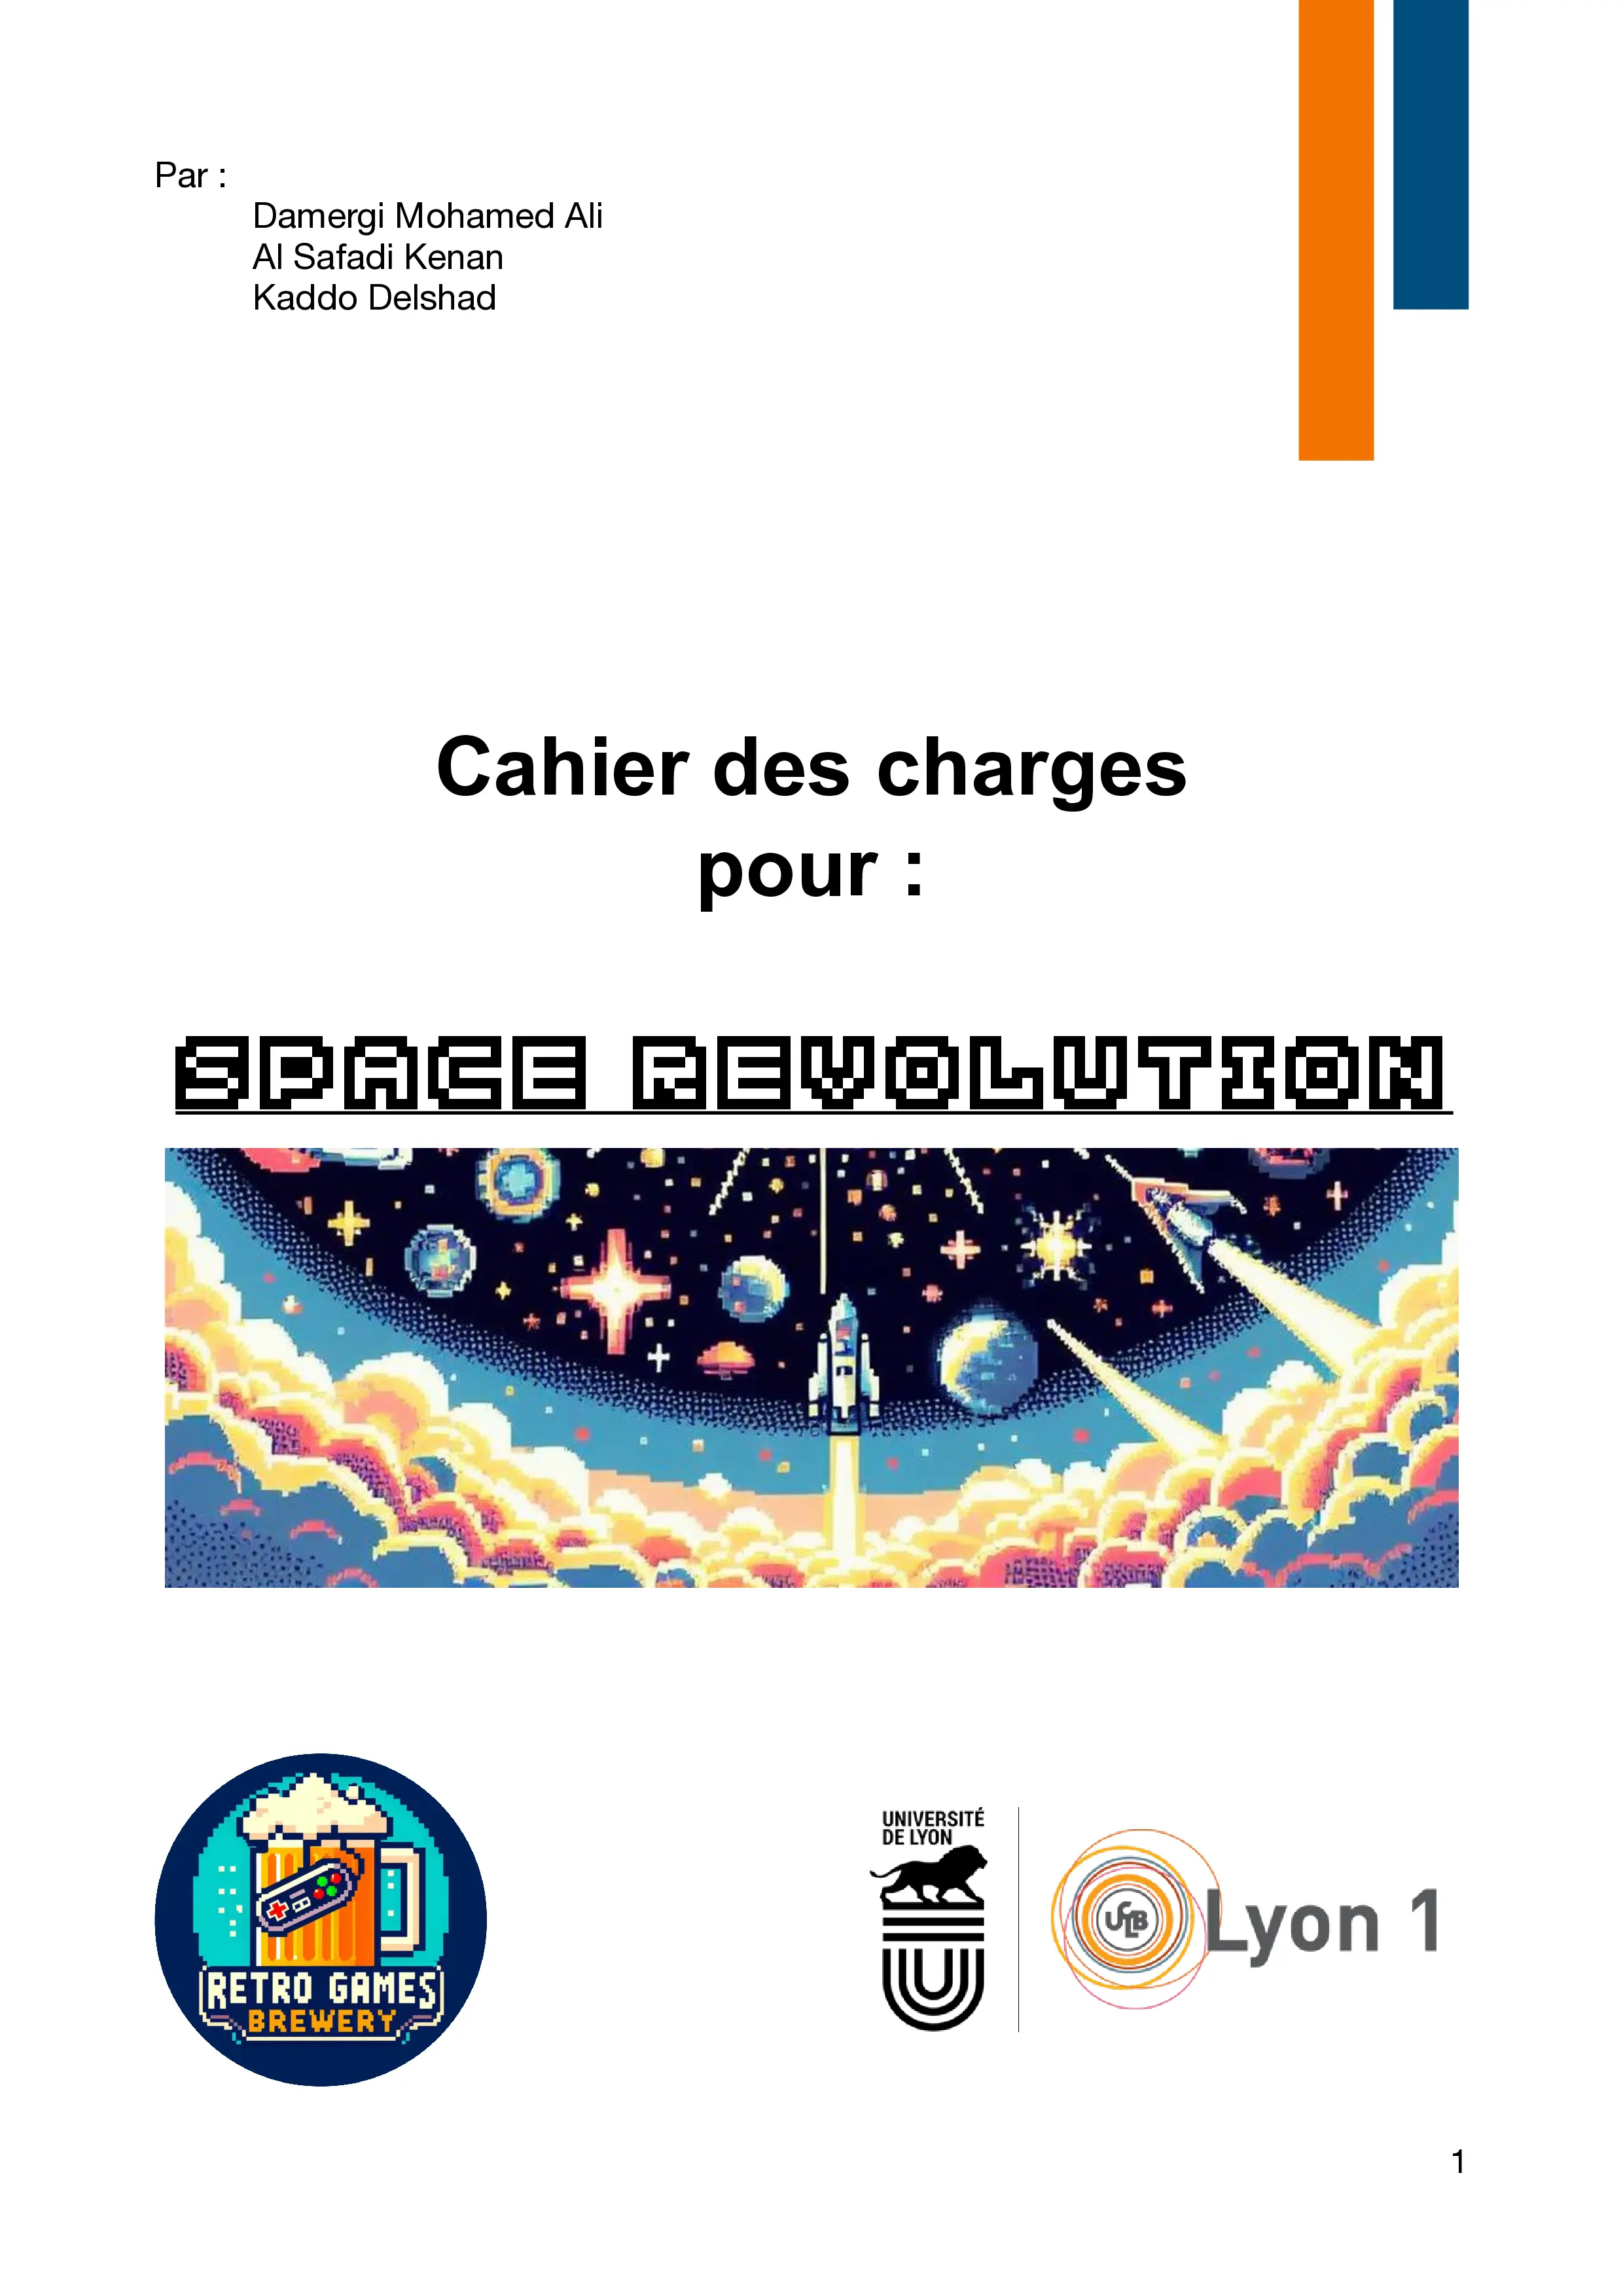 Par :
Damergi Mohamed Ali
Al Safadi Kenan
Kaddo Delshad
Cahier des charges
pour :
SPACE REVOLUTION
RETRO GAMES
BREWERY
UNIVERSITÉ
DE LYON
UCLB
Lyon 1
1